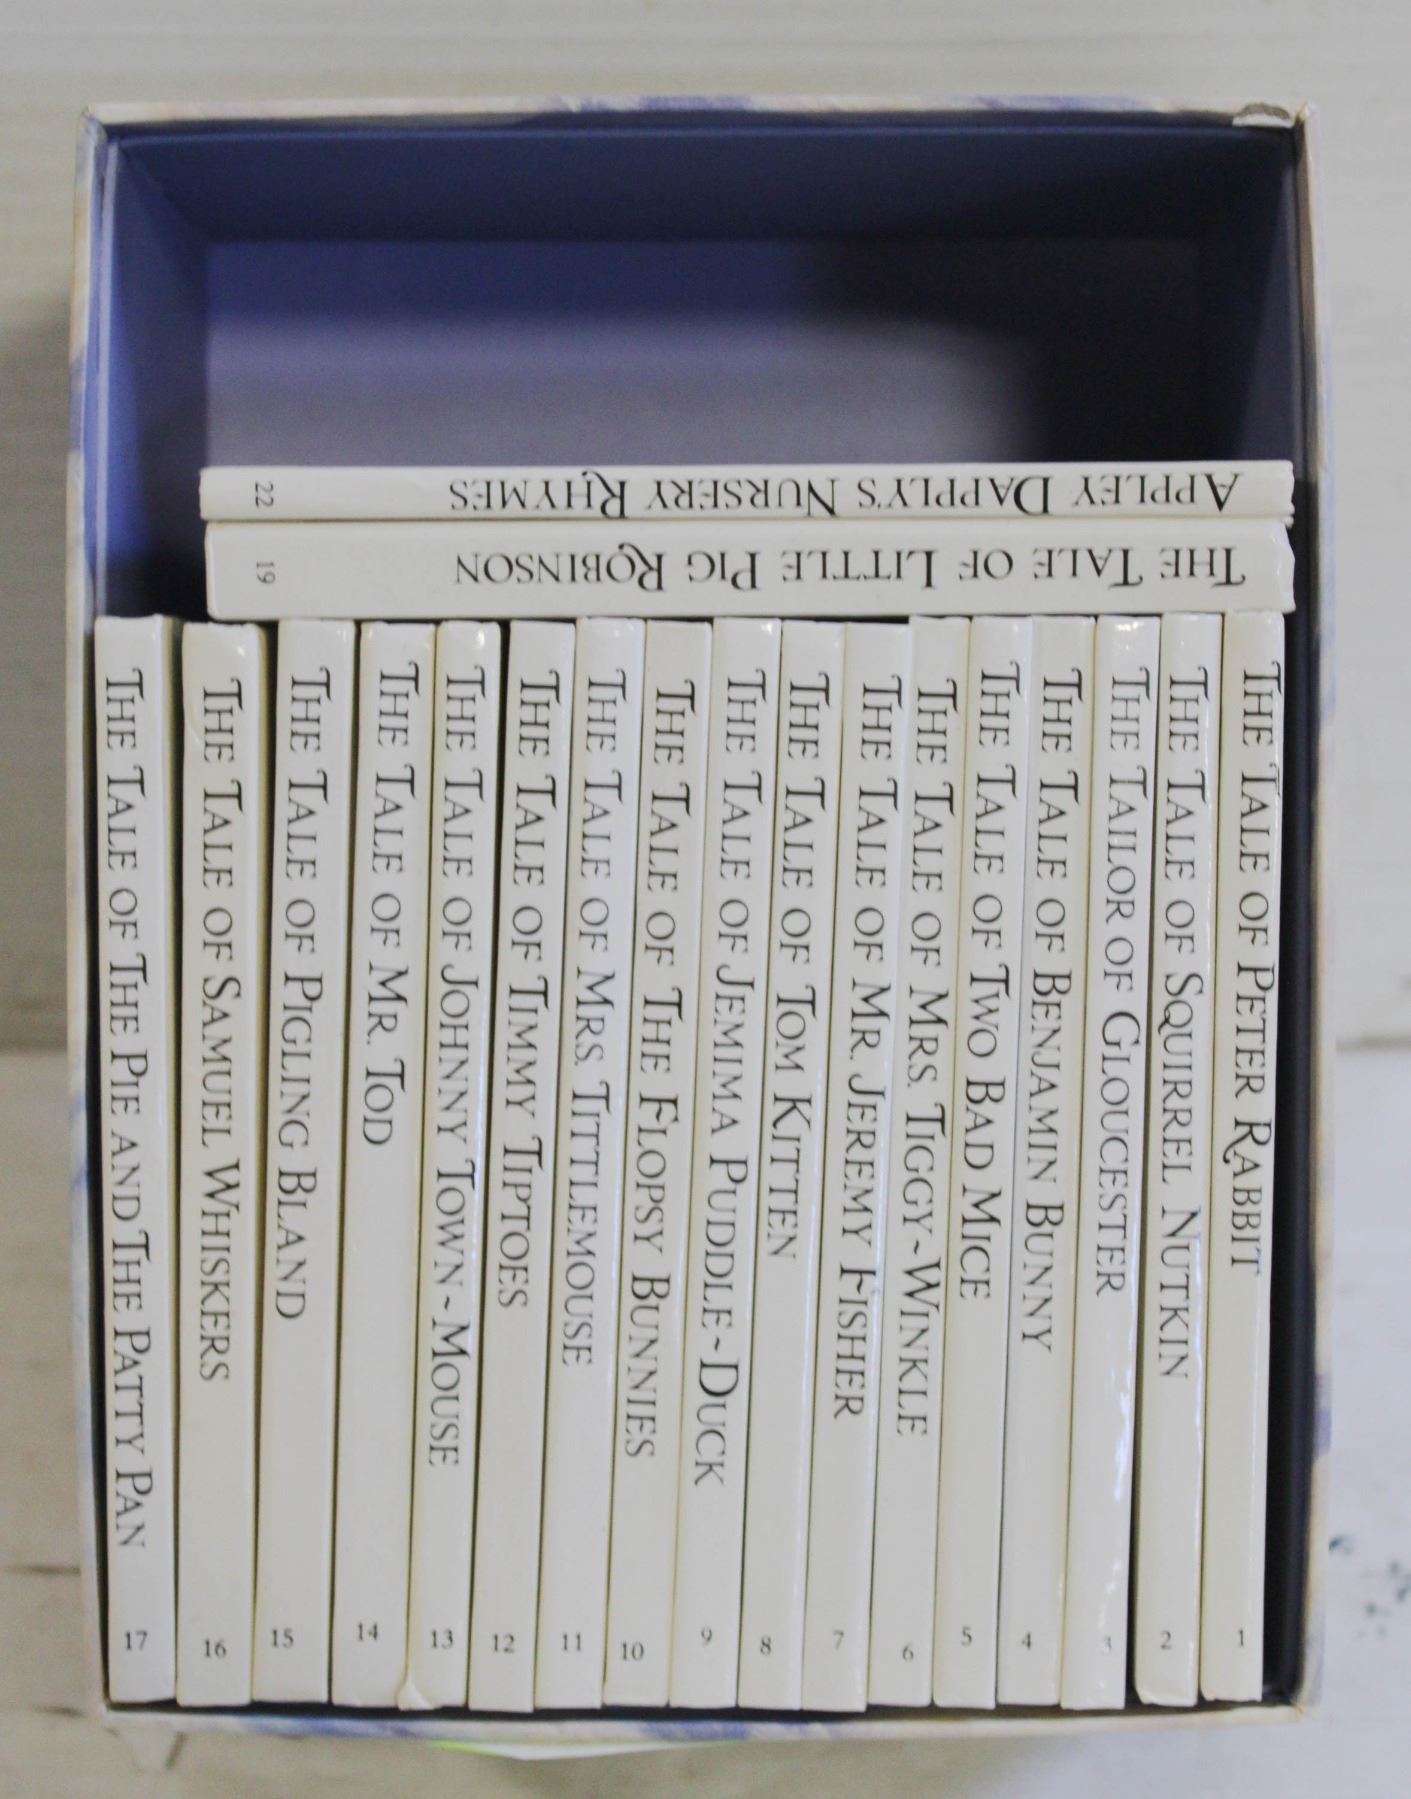 APPLEY DAPPLY'S NURSERY RHYMES 22
THE TALE OF LITTLE PIG ROBINSON 19
THE TALE OF THE PIE AND THE PATTY PAN 17
THE TALE OF SAMUEL WHISKERS 16
THE TALE OF PIGLING BLAND 15
THE TALE OF MR. TOD 14
THE TALE OF JOHNNY TOWN~MOUSE 13
THE TALE OF TIMMY TIPTOES 12
THE TALE OF MRS. TITTLEMOUSE 11
THE TALE OF THE FLOPSY BUNNIES 10
THE TALE OF JEMIMA PUDDLE~DUCK 9
THE TALE OF TOM KITTEN 8
THE TALE OF MR. JEREMY FISHER 7
THE TALE OF MRS. TIGGY~WINKLE 6
THE TALE OF TWO BAD MICE 5
THE TALE OF BENJAMIN BUNNY 4
THE TAILOR OF GLOUCESTER 3
THE TALE OF SQUIRREL NUTKIN 2
THE TALE OF PETER RABBIT 1